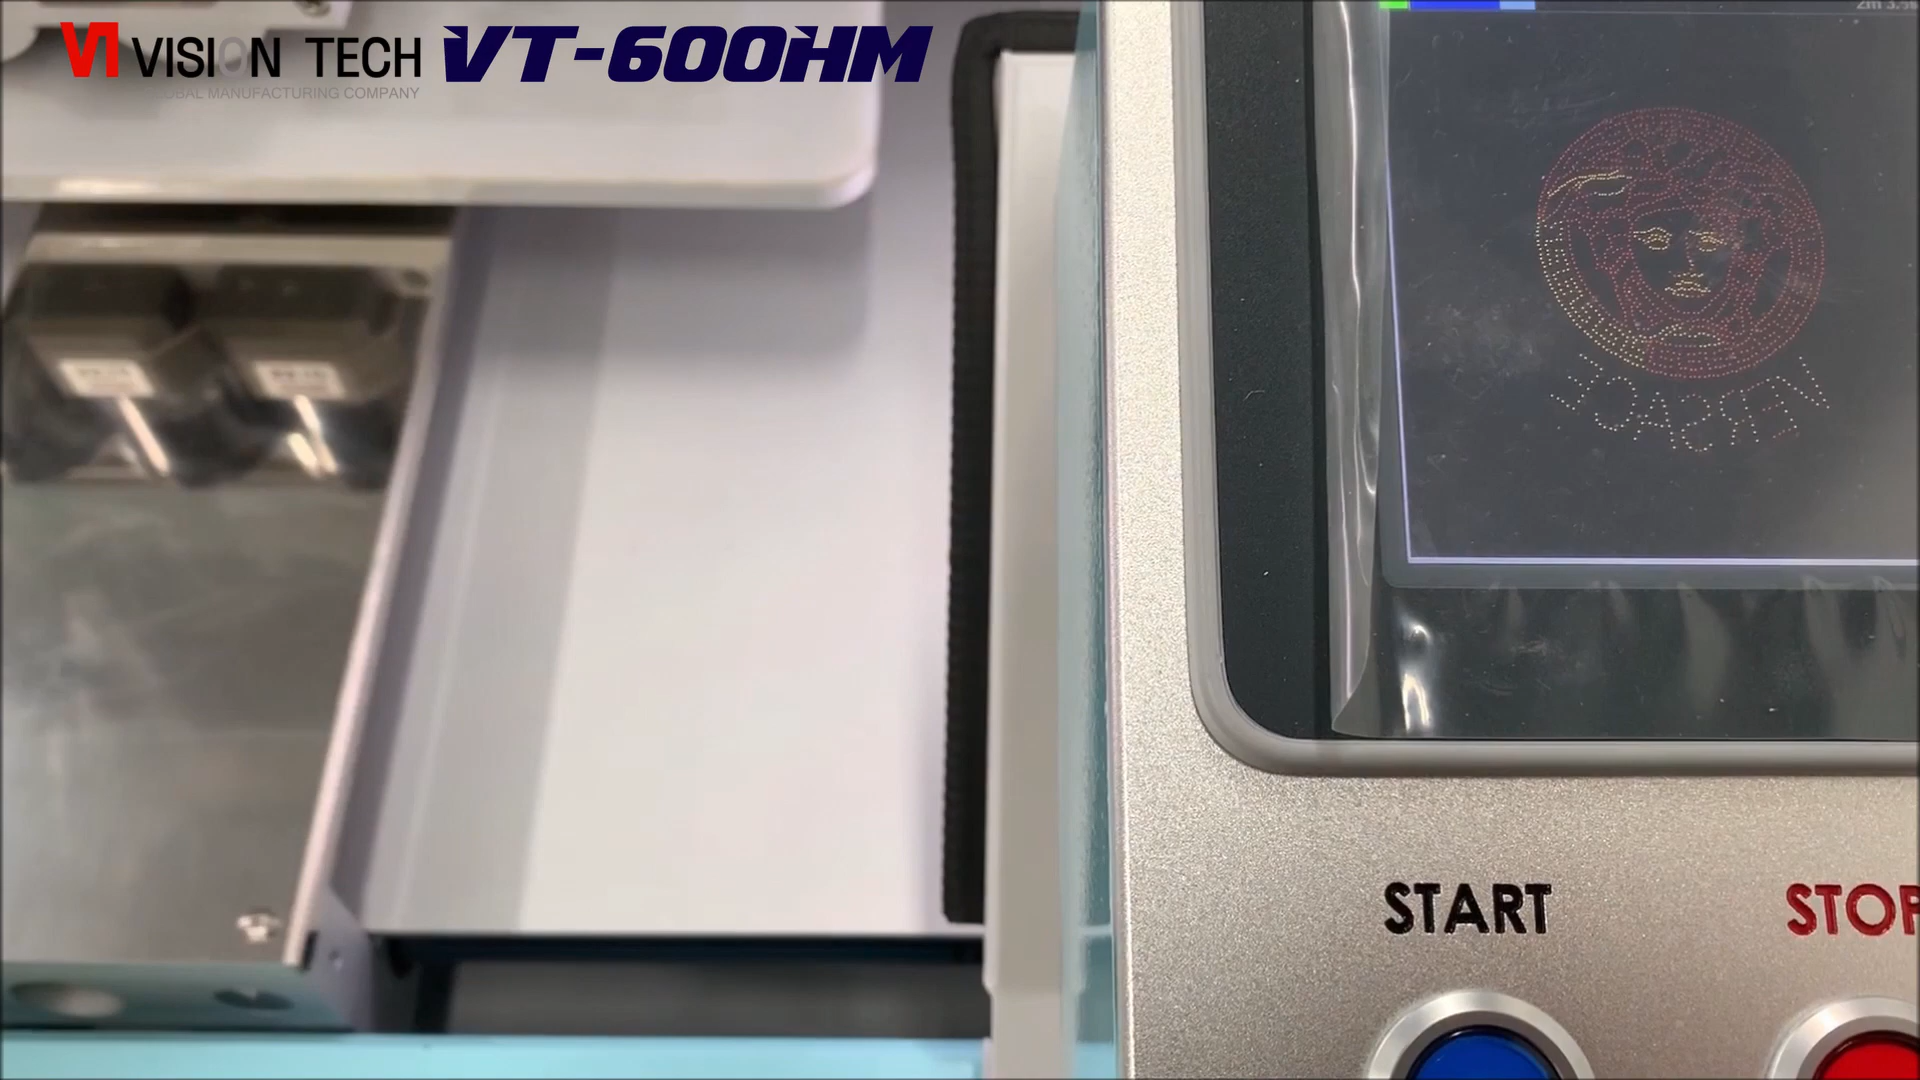 VT VISION TECH
GLOBAL MANUFACTURING COMPANY
VT-600HM
START
STOP